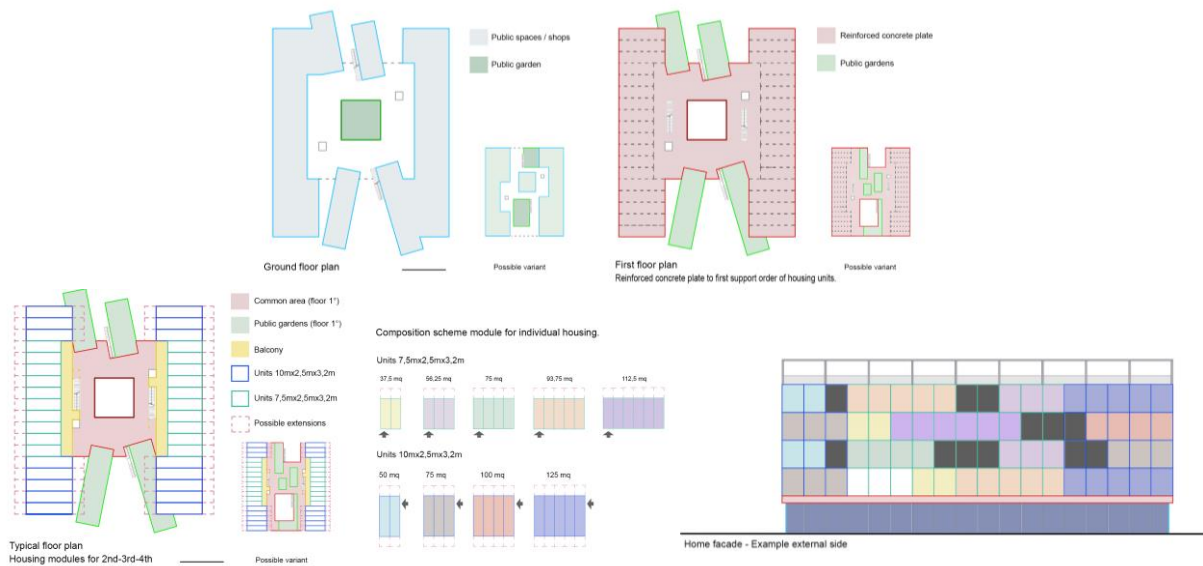 Public spaces / shops
Public garden
Ground floor plan
Possible variant
Reinforced concrete plate
Public gardens
First floor plan
Reinforced concrete plate to first support order of housing units.
Possible variant
Common area (floor 1°)
Public gardens (floor 1°)
Balcony
Units 10mx2,5mx3,2m
Units 7,5mx2,5mx3,2m
Possible extensions
Typical floor plan
Housing modules for 2nd-3rd-4th
Possible variant
Composition scheme module for individual housing.
Units 7,5mx2,5mx3,2m
37,5 mq 56,25 mq 75 mq 93,75 mq 112,5 mq
Units 10mx2,5mx3,2m
50 mq 75 mq 100 mq 125 mq
Home facade - Example external side